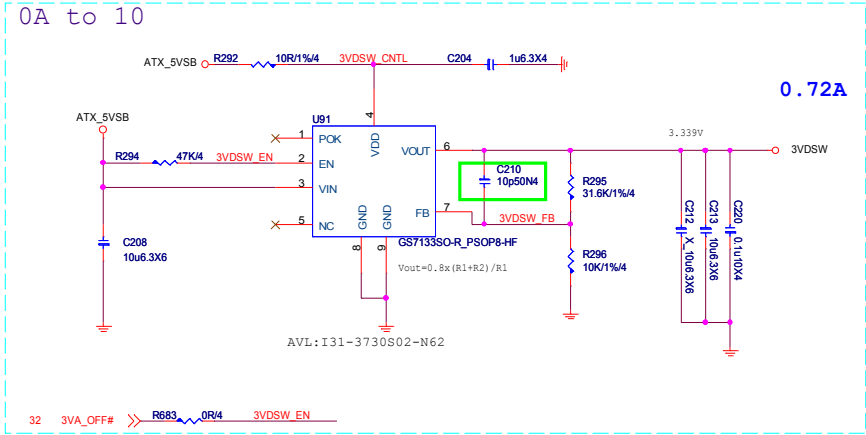 0A to 10
ATX_5VSB
R292
10R/1%/4
3VDSW_CNTL
C204
1u6.3X4
0.72A
ATX_5VSB
U91
4
1
POK
VDD
VOUT
6
3.339V
3VDSW
R294
47K/4
3VDSW_EN
2
EN
C210
10p50N4
3
VIN
R295
31.6K/1%/4
5
NC
GND
GND
FB
7
3VDSW_FB
8
9
GS7133SO-R_PSOP8-HF
C208
10u6.3X6
Vout=0.8x(R1+R2)/R1
R296
10K/1%/4
C212
X_10u6.3X6
C213
10u6.3X6
C220
0.1u10X4
AVL:I31-3730S02-N62
32
3VA_OFF#
R683
0R/4
3VDSW_EN